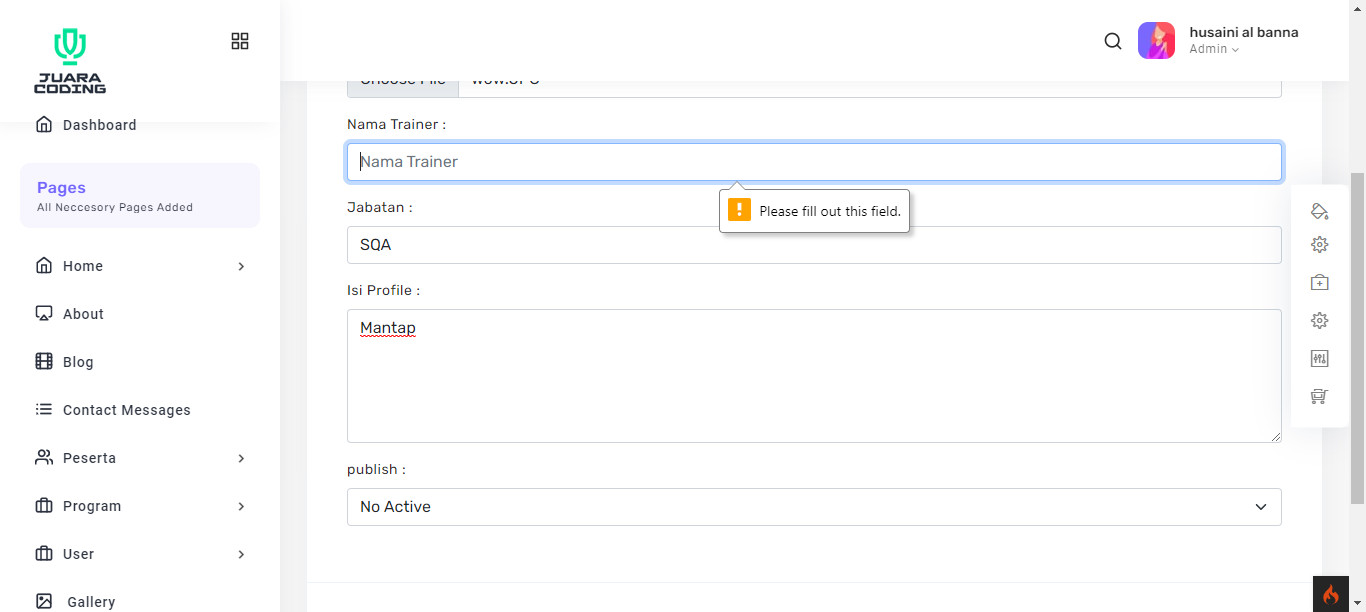 JUARA
CODING
husaini al banna
Admin
Dashboard
Pages
All Neccesory Pages Added
Home
About
Blog
Contact Messages
Peserta
Program
User
Gallery
Choose File wow.JPG
Nama Trainer :
Nama Trainer
Please fill out this field.
Jabatan :
SQA
Isi Profile :
Mantap
publish :
No Active